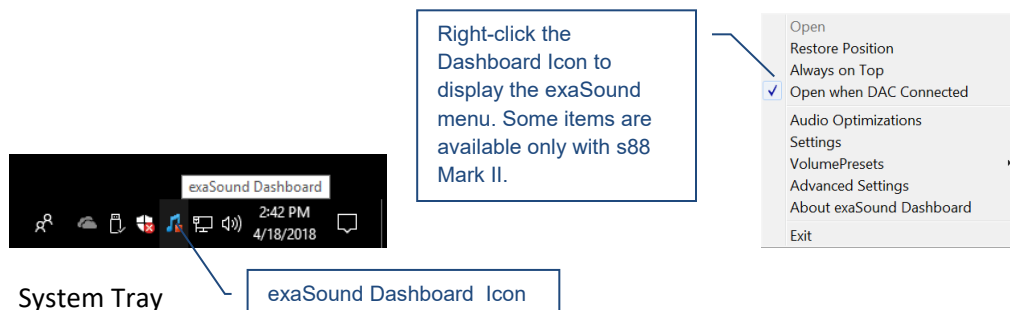 Right-click the
Dashboard Icon to
display the exaSound
menu. Some items are
available only with s88
Mark II.
Open
Restore Position
Always on Top
Open when DAC Connected
Audio Optimizations
Settings
VolumePresets
Advanced Settings
About exaSound Dashboard
Exit
exaSound Dashboard
2:42 PM
4/18/2018
System Tray
exaSound Dashboard Icon